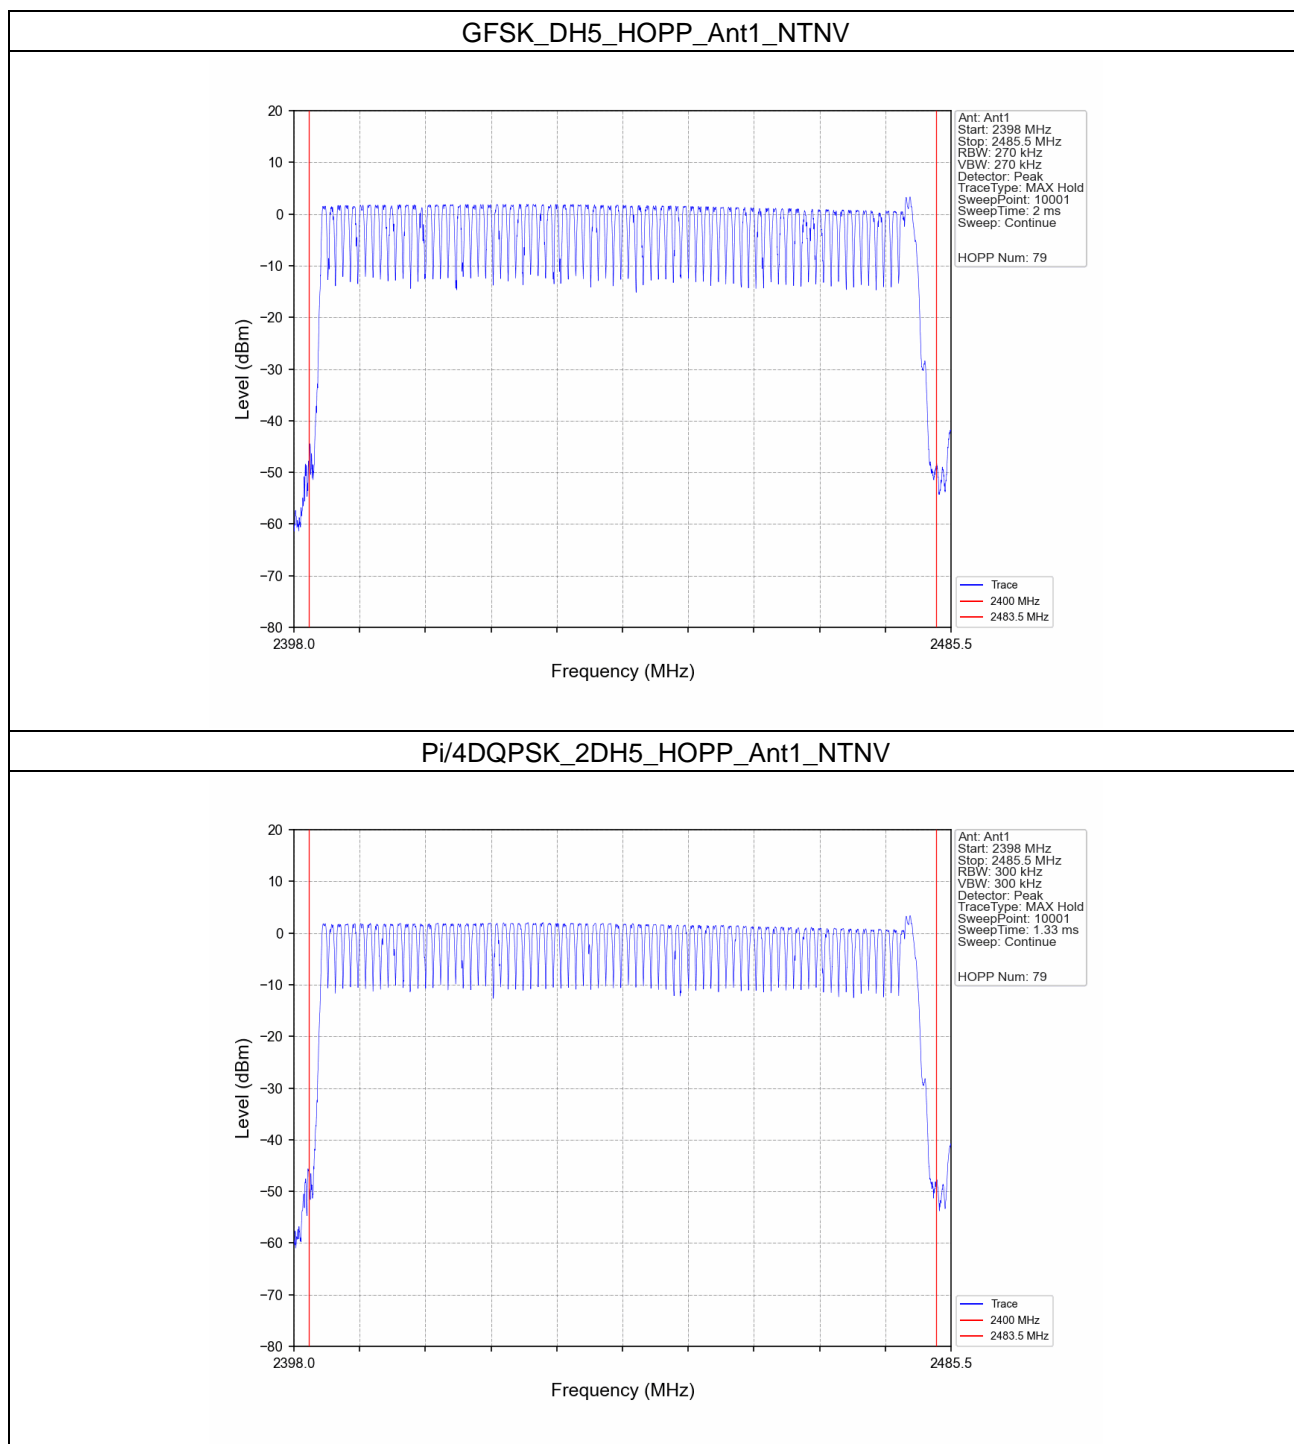 GFSK_DH5_HOPP_Ant1_NTNV
20
10
0
−10
−20
−30
−40
−50
−60
−70
−80
Level (dBm)
2398.0
2485.5
Frequency (MHz)
Ant: Ant1
Start: 2398 MHz
Stop: 2485.5 MHz
RBW: 270 kHz
VBW: 270 kHz
Detector: Peak
TraceType: MAX Hold
SweepPoint: 10001
SweepTime: 2 ms
Sweep: Continue
HOPP Num: 79
Trace
2400 MHz
2483.5 MHz
Pi/4DQPSK_2DH5_HOPP_Ant1_NTNV
20
10
0
−10
−20
−30
−40
−50
−60
−70
−80
Level (dBm)
2398.0
2485.5
Frequency (MHz)
Ant: Ant1
Start: 2398 MHz
Stop: 2485.5 MHz
RBW: 300 kHz
VBW: 300 kHz
Detector: Peak
TraceType: MAX Hold
SweepPoint: 10001
SweepTime: 1.33 ms
Sweep: Continue
HOPP Num: 79
Trace
2400 MHz
2483.5 MHz